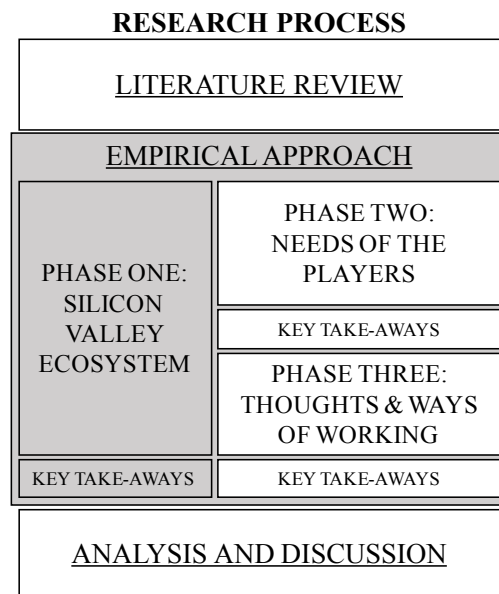 RESEARCH PROCESS
LITERATURE REVIEW
EMPIRICAL APPROACH
PHASE ONE:
SILICON
VALLEY
ECOSYSTEM
KEY TAKE-AWAYS
PHASE TWO:
NEEDS OF THE
PLAYERS
KEY TAKE-AWAYS
PHASE THREE:
THOUGHTS & WAYS
OF WORKING
KEY TAKE-AWAYS
ANALYSIS AND DISCUSSION